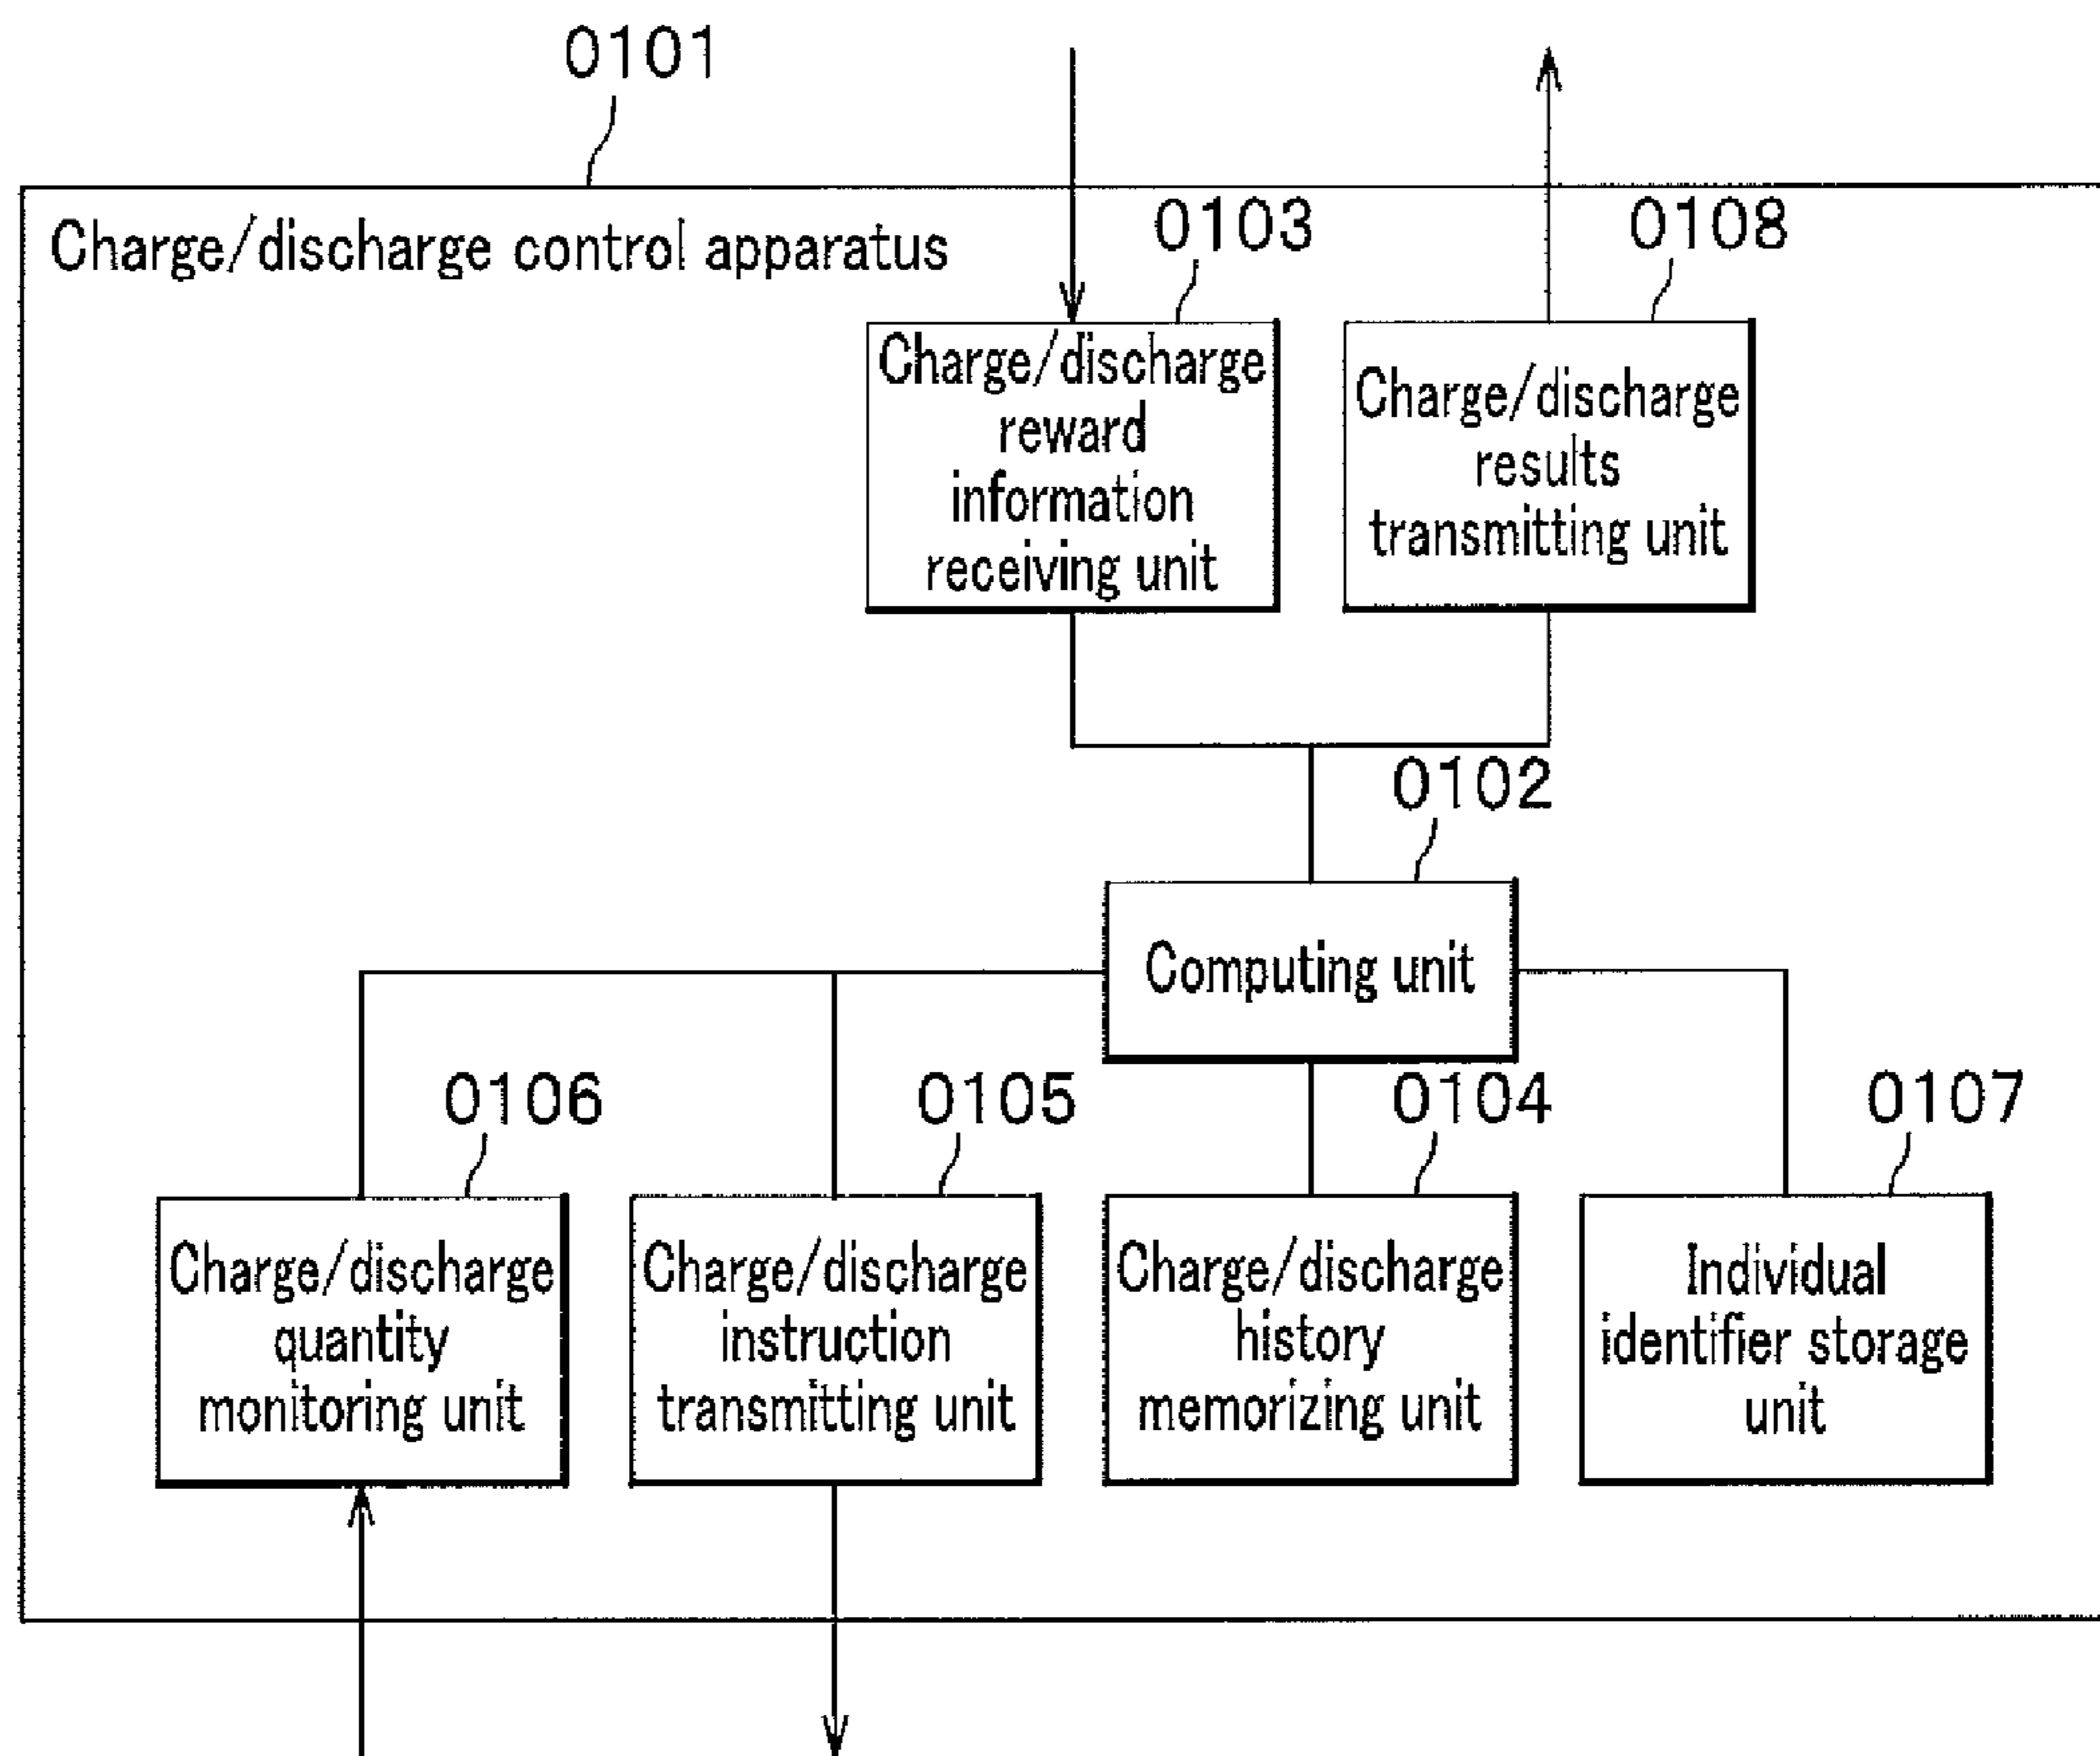 0101
Charge/discharge control apparatus
0103
0108
Charge/discharge
reward
information
receiving unit
Charge/discharge
results
transmitting unit
0102
Computing unit
0106
0105
0104
0107
Charge/discharge
quantity
monitoring unit
Charge/discharge
instruction
transmitting unit
Charge/discharge
history
memorizing unit
Individual
identifier storage
unit